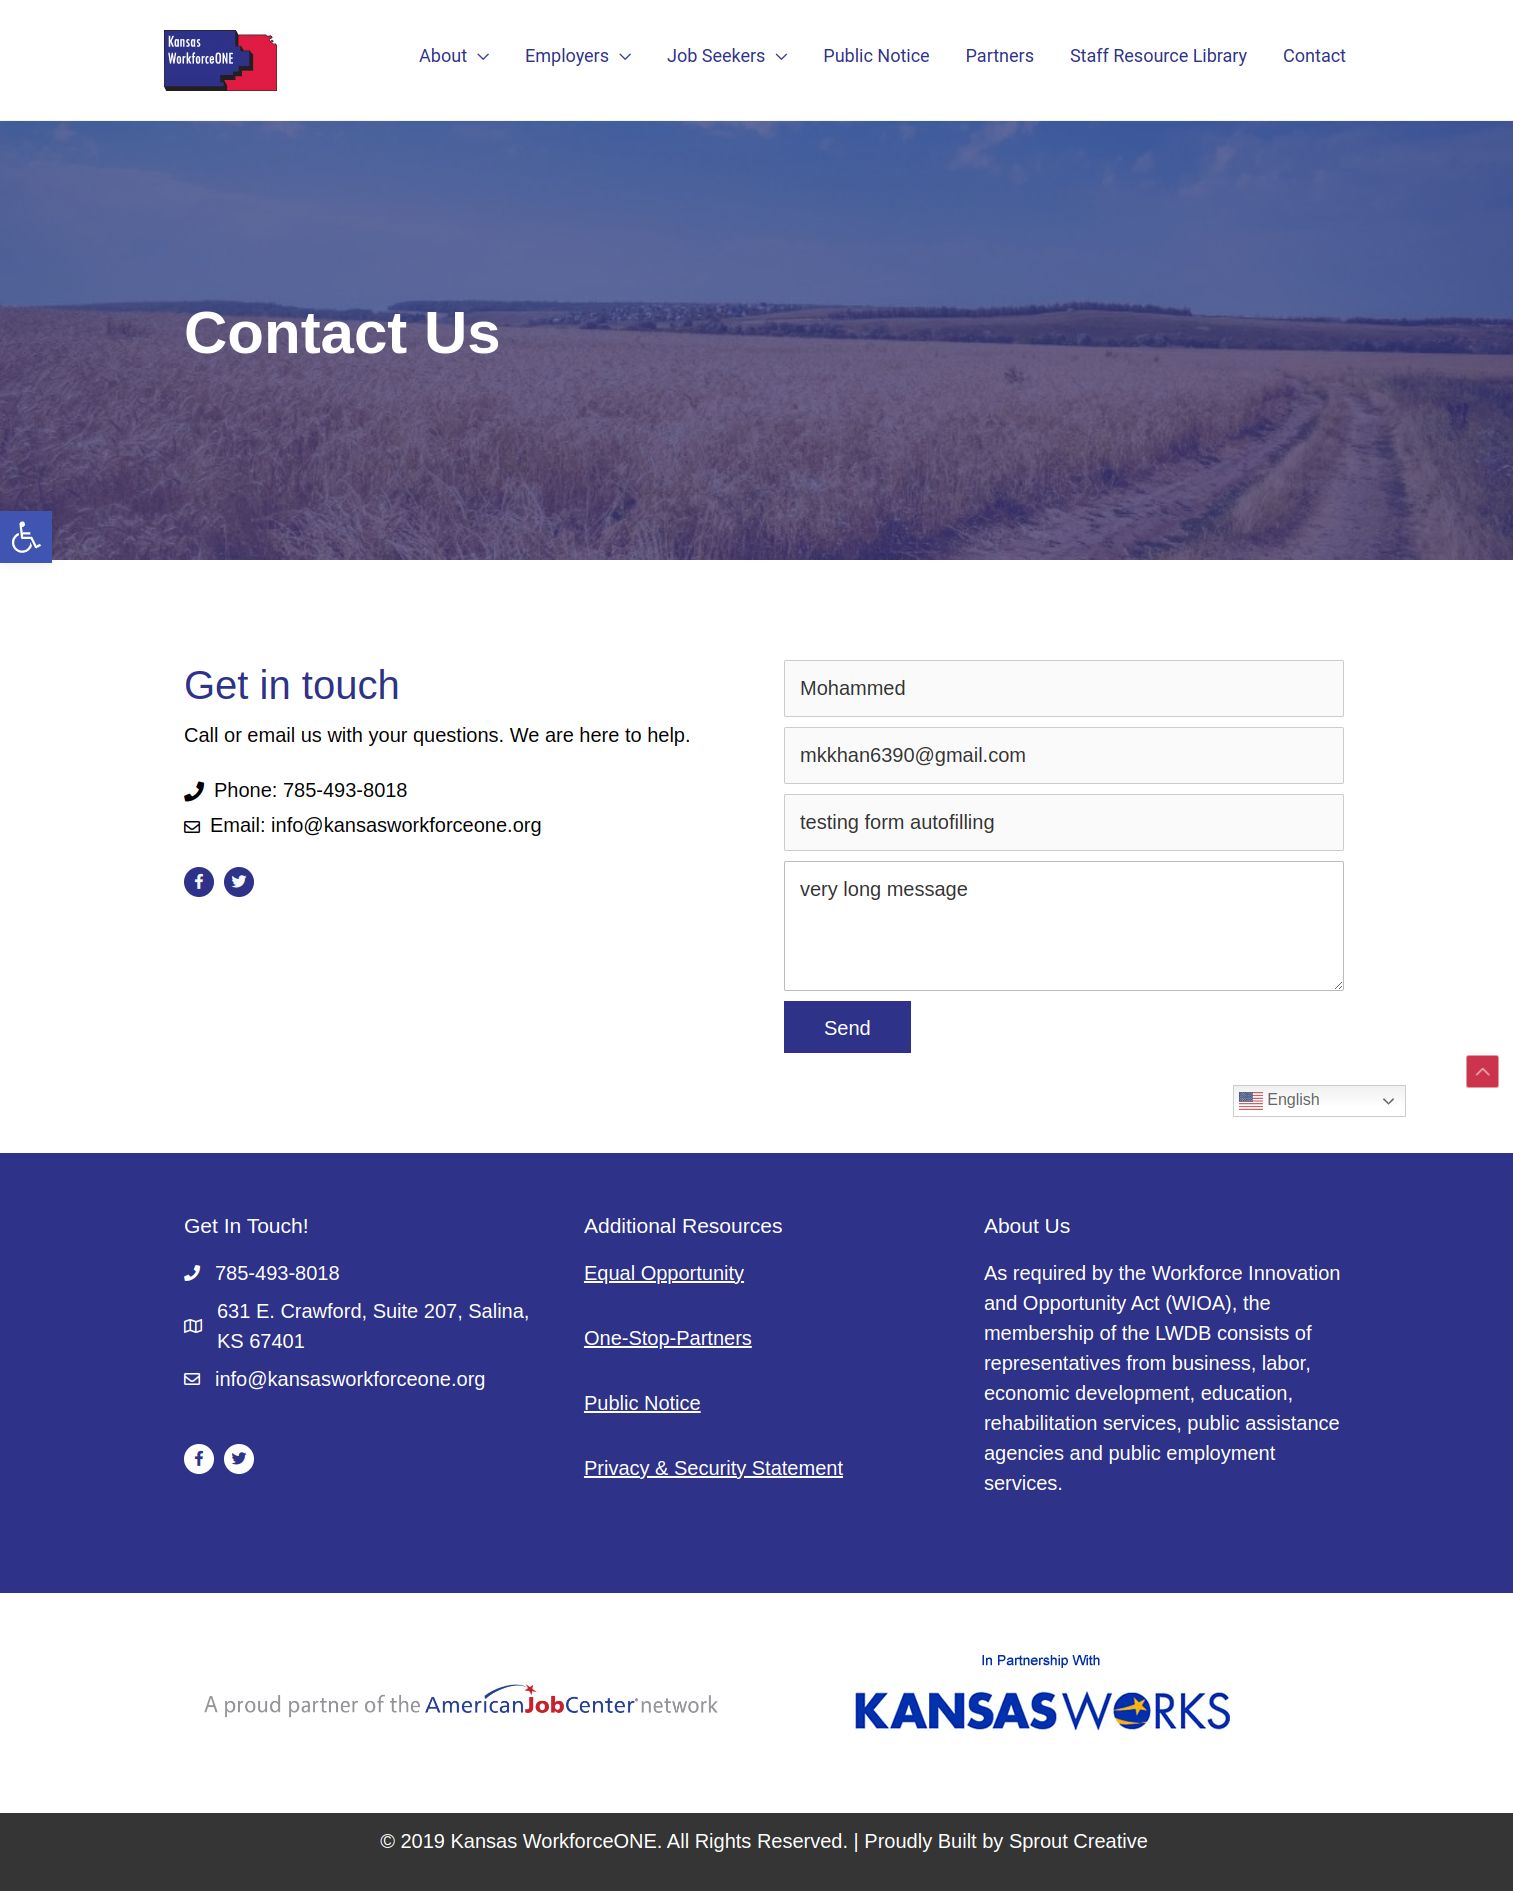 Kansas
WorkforceONE
About
Employers
Job Seekers
Public Notice
Partners
Staff Resource Library
Contact
Contact Us
Get in touch
Call or email us with your questions. We are here to help.
Phone: 785-493-8018
Email: info@kansasworkforceone.org
Mohammed
mkkhan6390@gmail.com
testing form autofilling
very long message
Send
English
Get In Touch!
785-493-8018
631 E. Crawford, Suite 207, Salina,
KS 67401
info@kansasworkforceone.org
Additional Resources
Equal Opportunity
One-Stop-Partners
Public Notice
Privacy & Security Statement
About Us
As required by the Workforce Innovation
and Opportunity Act (WIOA), the
membership of the LWDB consists of
representatives from business, labor,
economic development, education,
rehabilitation services, public assistance
agencies and public employment
services.
A proud partner of the AmericanJobCenter® network
In Partnership With
KANSASWORKS
© 2019 Kansas WorkforceONE. All Rights Reserved. | Proudly Built by Sprout Creative